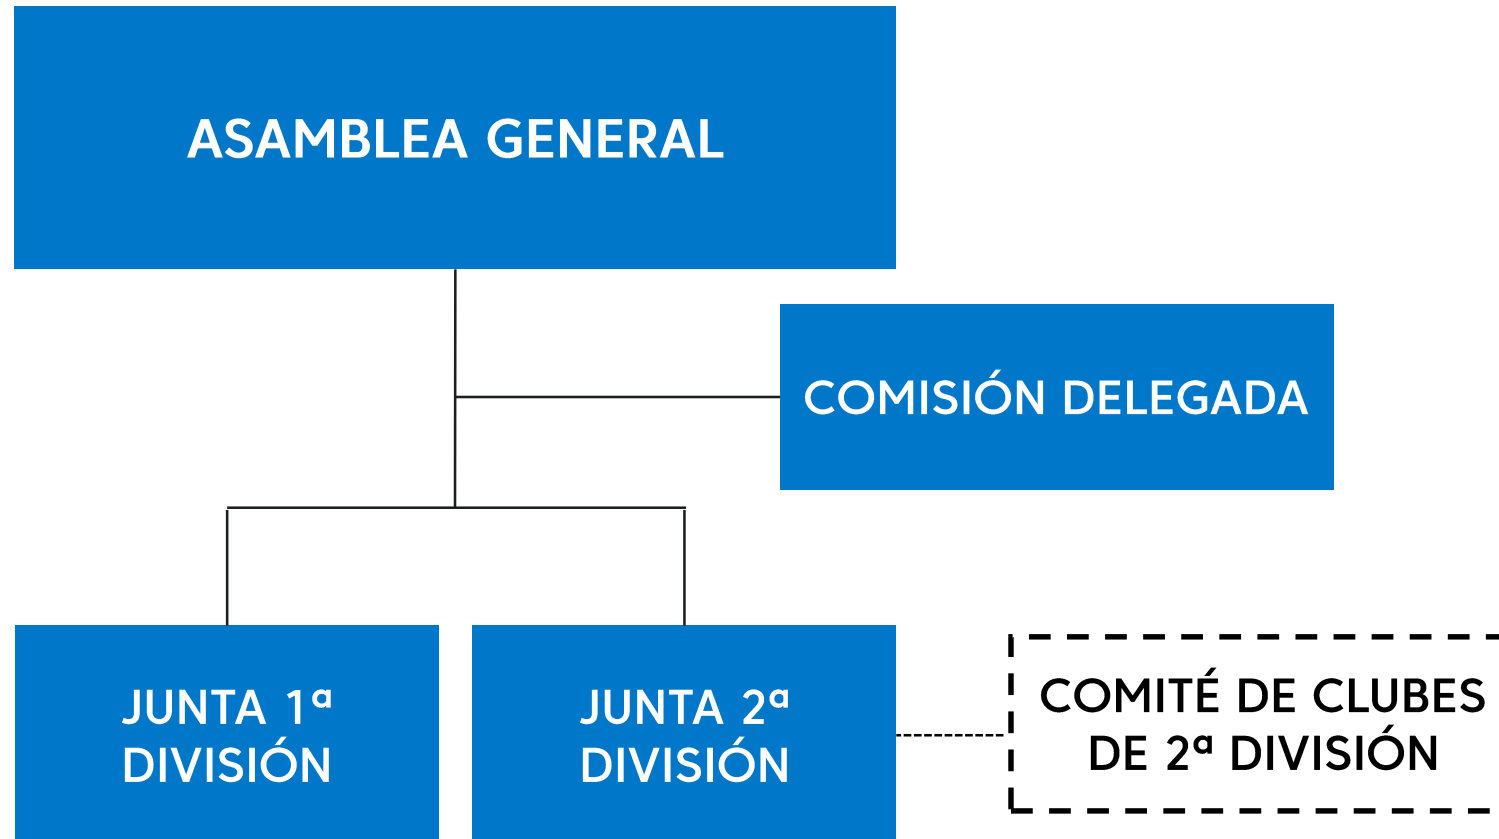 ASAMBLEA GENERAL
COMISIÓN DELEGADA
JUNTA 1ª
DIVISIÓN
JUNTA 2ª
DIVISIÓN
COMITÉ DE CLUBES
DE 2ª DIVISIÓN